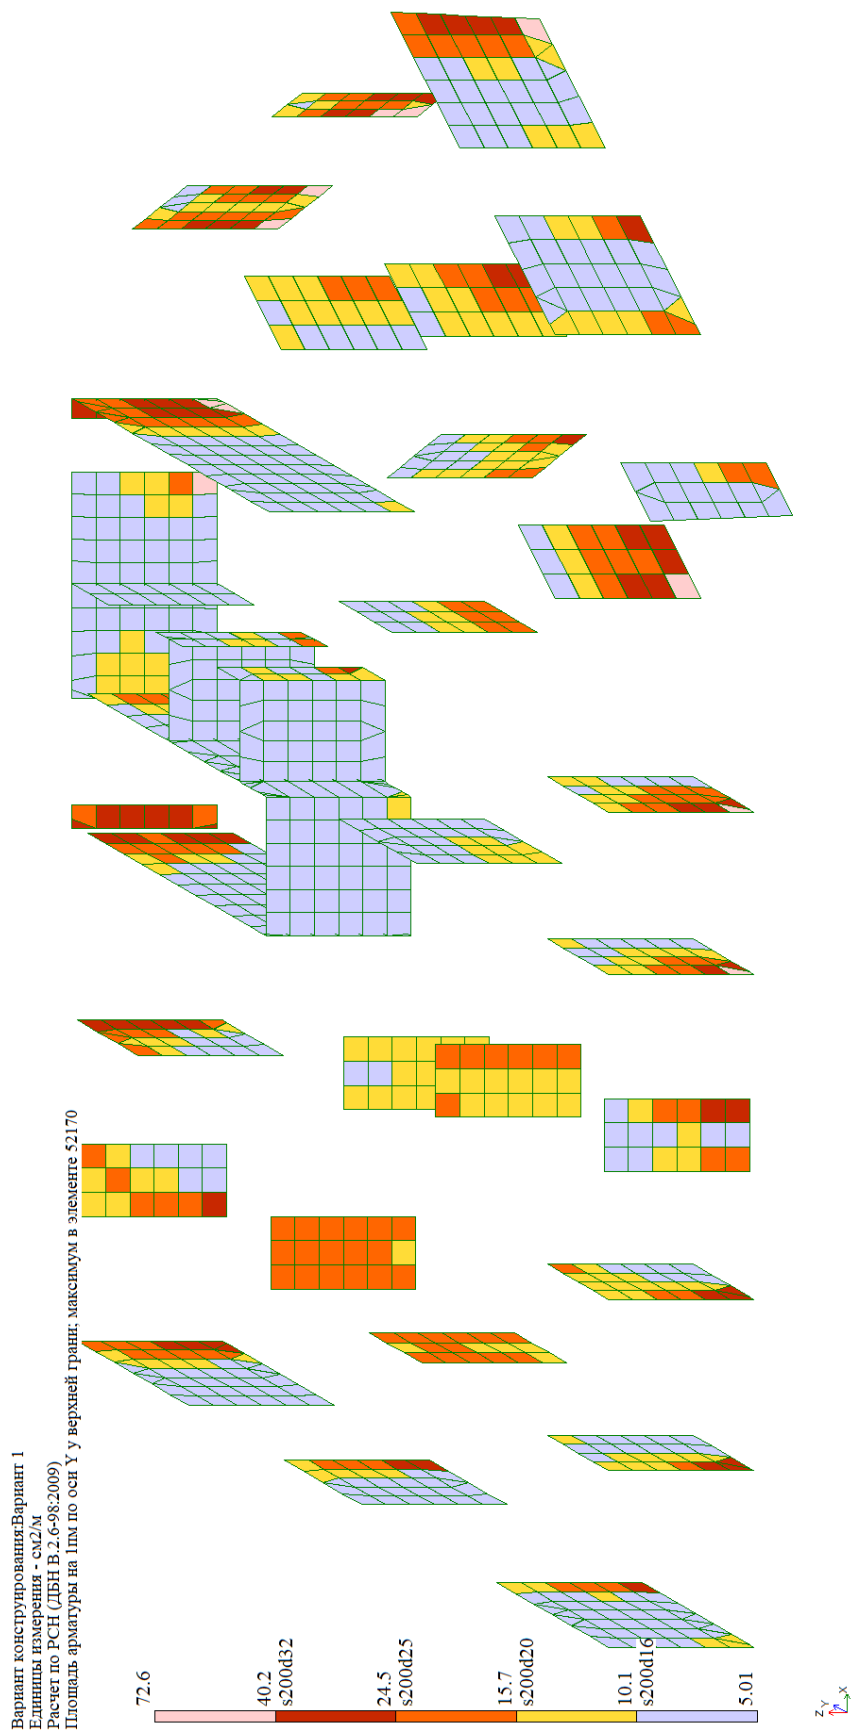 Вариант конструирования:Вариант 1
Единицы измерения - см2/м
Расчет по РСН (ДБН В.2.6-98:2009)
Площадь арматуры на 1пм по оси Y у верхней грани; максимум в элементе 52170
72.6
40.2
s200d32
24.5
s200d25
15.7
s200d20
10.1
s200d16
5.01
Z
Y
X